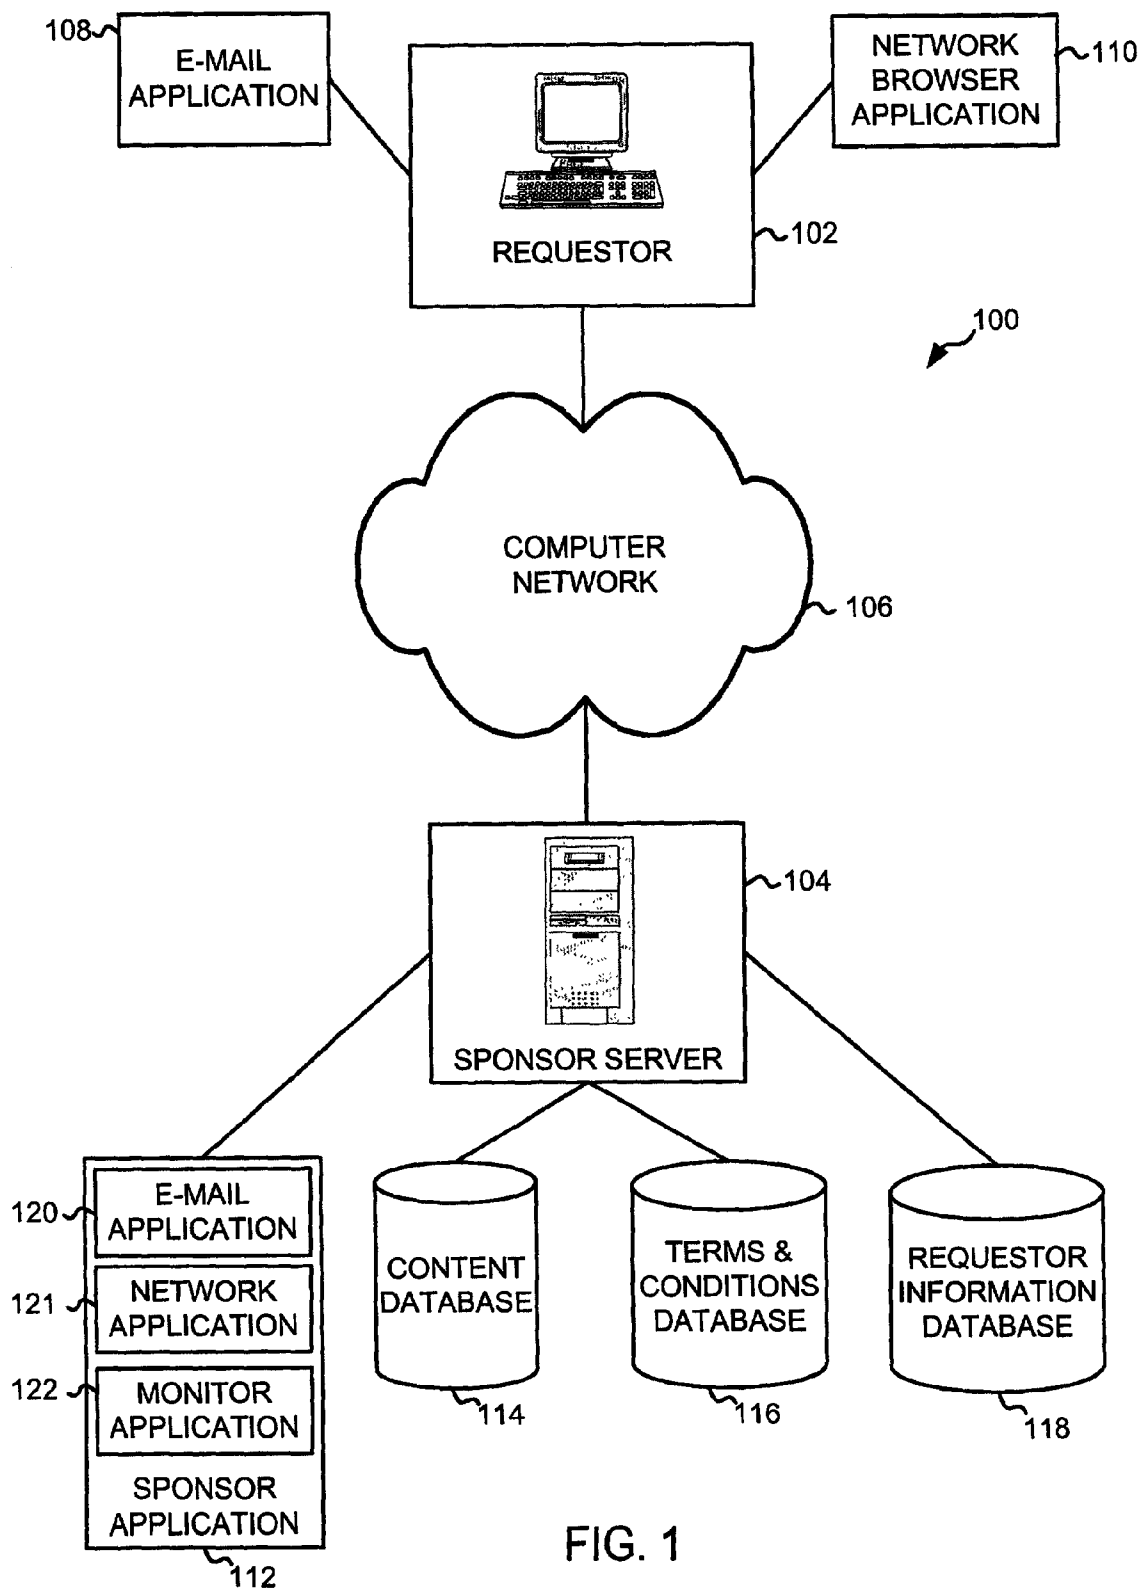 108
E-MAIL
APPLICATION
NETWORK
BROWSER
APPLICATION
110
REQUESTOR
102
100
COMPUTER
NETWORK
106
104
SPONSOR SERVER
120
E-MAIL
APPLICATION
121
NETWORK
APPLICATION
122
MONITOR
APPLICATION
SPONSOR
APPLICATION
112
CONTENT
DATABASE
114
TERMS &
CONDITIONS
DATABASE
116
REQUESTOR
INFORMATION
DATABASE
118
FIG. 1